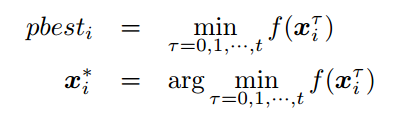 pbest_i = min_{τ=0,1,⋯,t} f(x_i^τ)
x_i^* = arg min_{τ=0,1,⋯,t} f(x_i^τ)